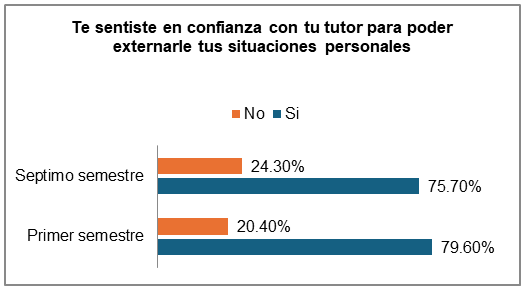 Te sentiste en confianza con tu tutor para poder
externarle tus situaciones personales
No Si
Septimo semestre
24.30%
75.70%
Primer semestre
20.40%
79.60%